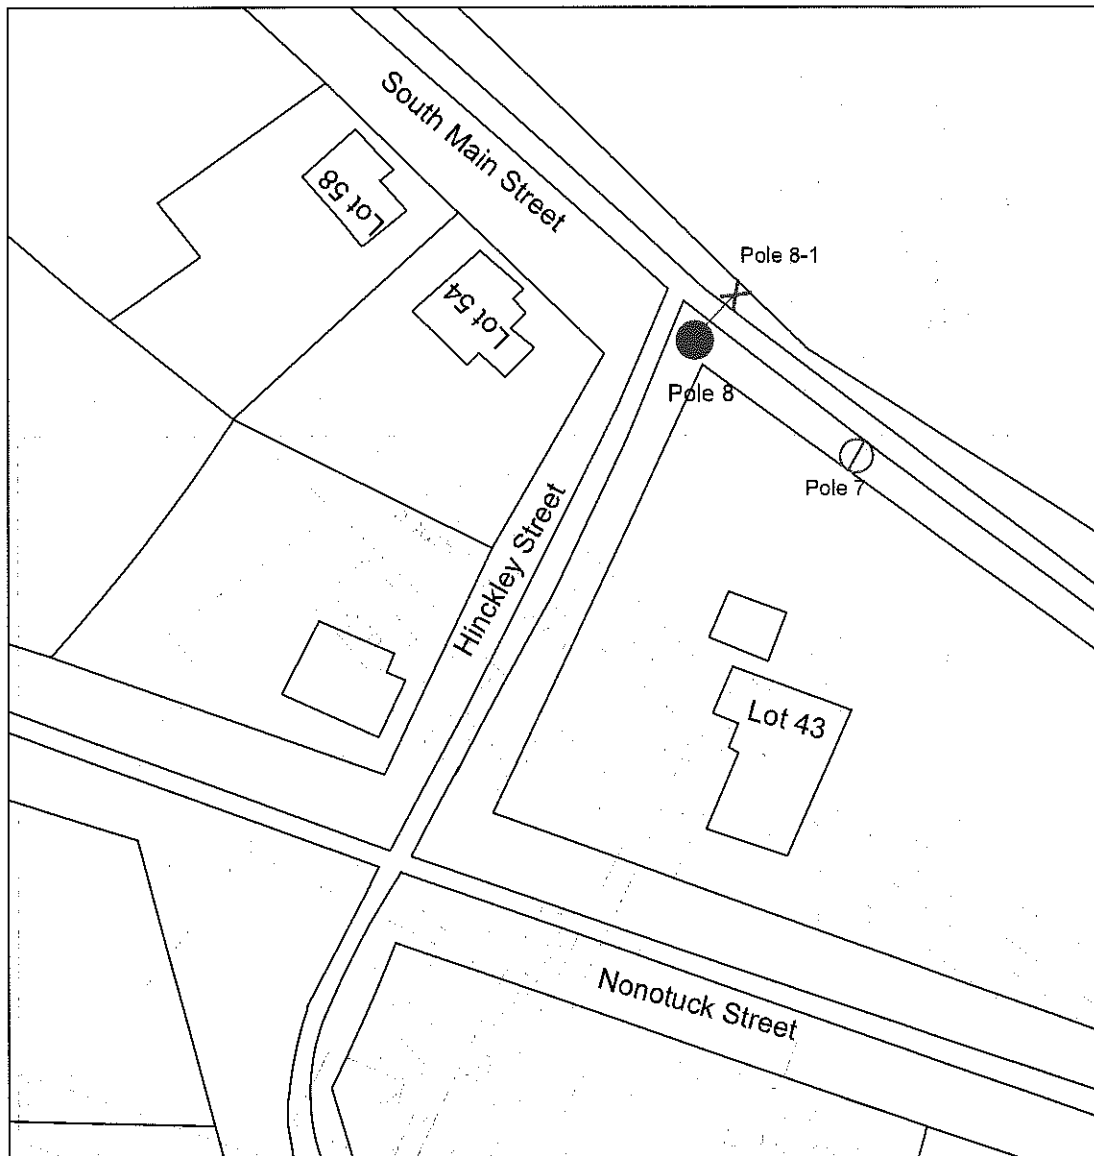 South Main Street
Lot 58
Pole 8-1
Lot 54
Pole 8
Pole 7
Hinckley Street
Lot 43
Nonotuck Street